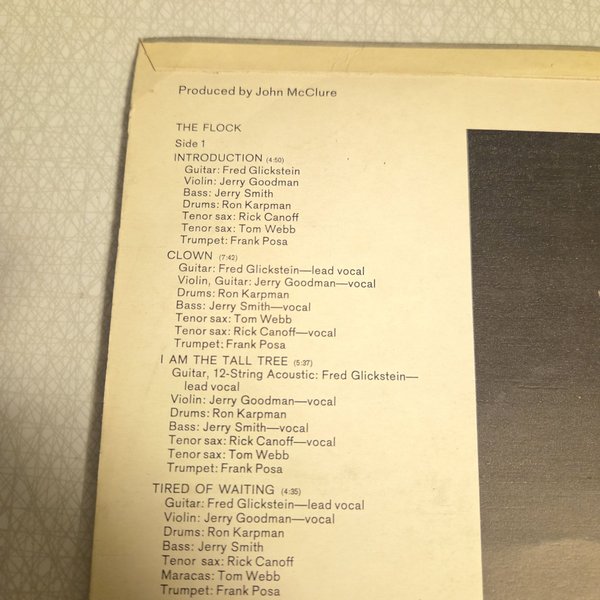 Produced by John McClure
THE FLOCK
Side 1
INTRODUCTION (4:50)
Guitar: Fred Glickstein
Violin: Jerry Goodman
Bass: Jerry Smith
Drums: Ron Karpman
Tenor sax: Rick Canoff
Tenor sax: Tom Webb
Trumpet: Frank Posa
CLOWN (7:42)
Guitar: Fred Glickstein—lead vocal
Violin, Guitar: Jerry Goodman—vocal
Drums: Ron Karpman
Bass: Jerry Smith—vocal
Tenor sax: Tom Webb
Tenor sax: Rick Canoff—vocal
Trumpet: Frank Posa
I AM THE TALL TREE (5:37)
Guitar, 12-String Acoustic: Fred Glickstein—
lead vocal
Violin: Jerry Goodman—vocal
Drums: Ron Karpman
Bass: Jerry Smith—vocal
Tenor sax: Rick Canoff—vocal
Tenor sax: Tom Webb
Trumpet: Frank Posa
TIRED OF WAITING (4:35)
Guitar: Fred Glickstein—lead vocal
Violin: Jerry Goodman—vocal
Drums: Ron Karpman
Bass: Jerry Smith
Tenor sax: Rick Canoff
Maracas: Tom Webb
Trumpet: Frank Posa